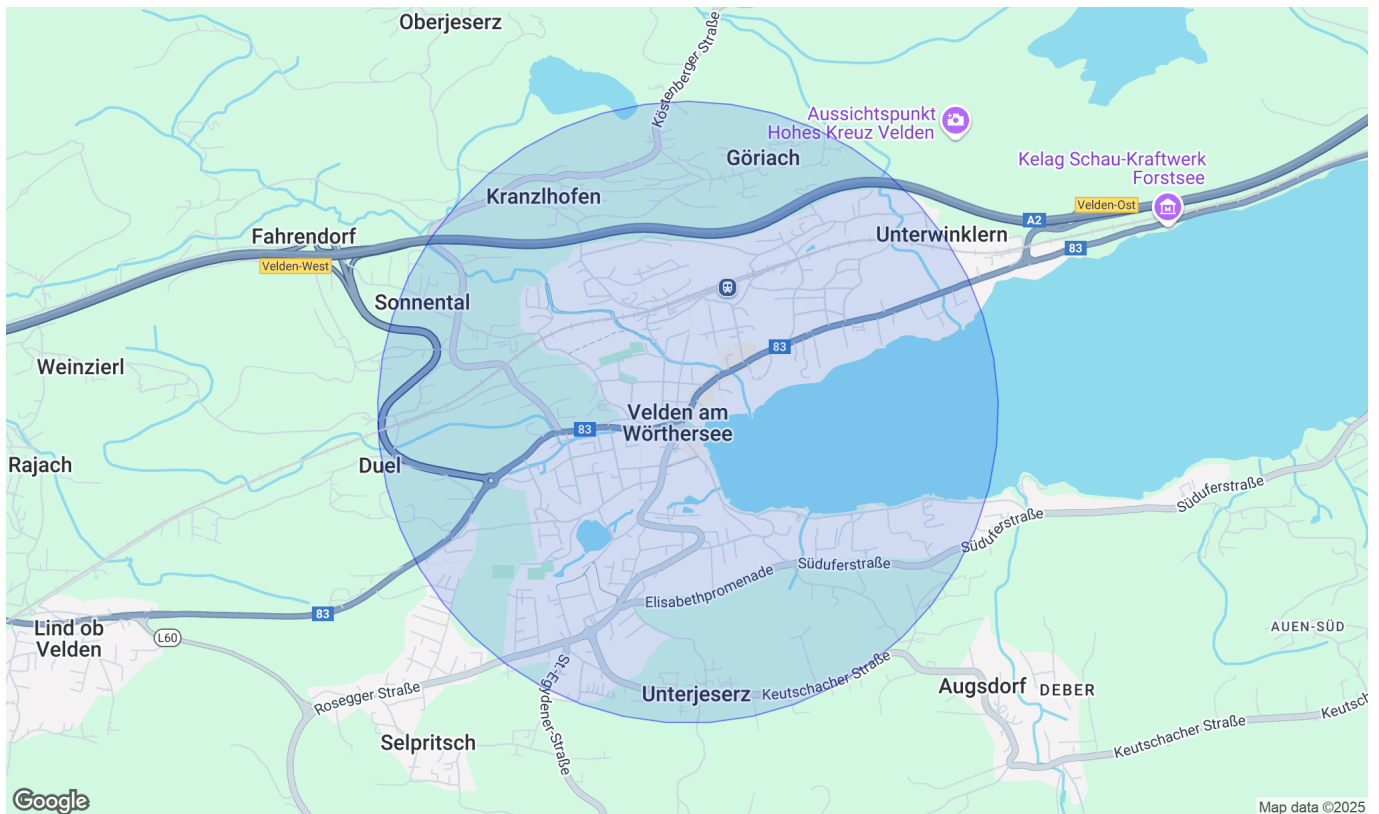 Oberjeserz
Köstenberger Straße
Aussichtspunkt
Hohes Kreuz Velden
Göriach
Kelag Schau-Kraftwerk
Forstsee
Kranzlhofen
Velden-Ost
A2
Fahrendorf
Unterwinklern
83
Velden-West
Sonnental
83
Weinzierl
Velden am
Wörthersee
83
Rajach
Duel
Süduferstraße
Süduferstraße
Süduferstraße
Elisabethpromenade
83
Lind ob
Velden
L60
AUEN-SÜD
St.-Egydener-Straße
Rosegger Straße
Unterjeserz
Keutschacher Straße
Augsdorf
DEBER
Keutsch
Keutschacher Straße
Selpritsch
Google
Map data ©2025